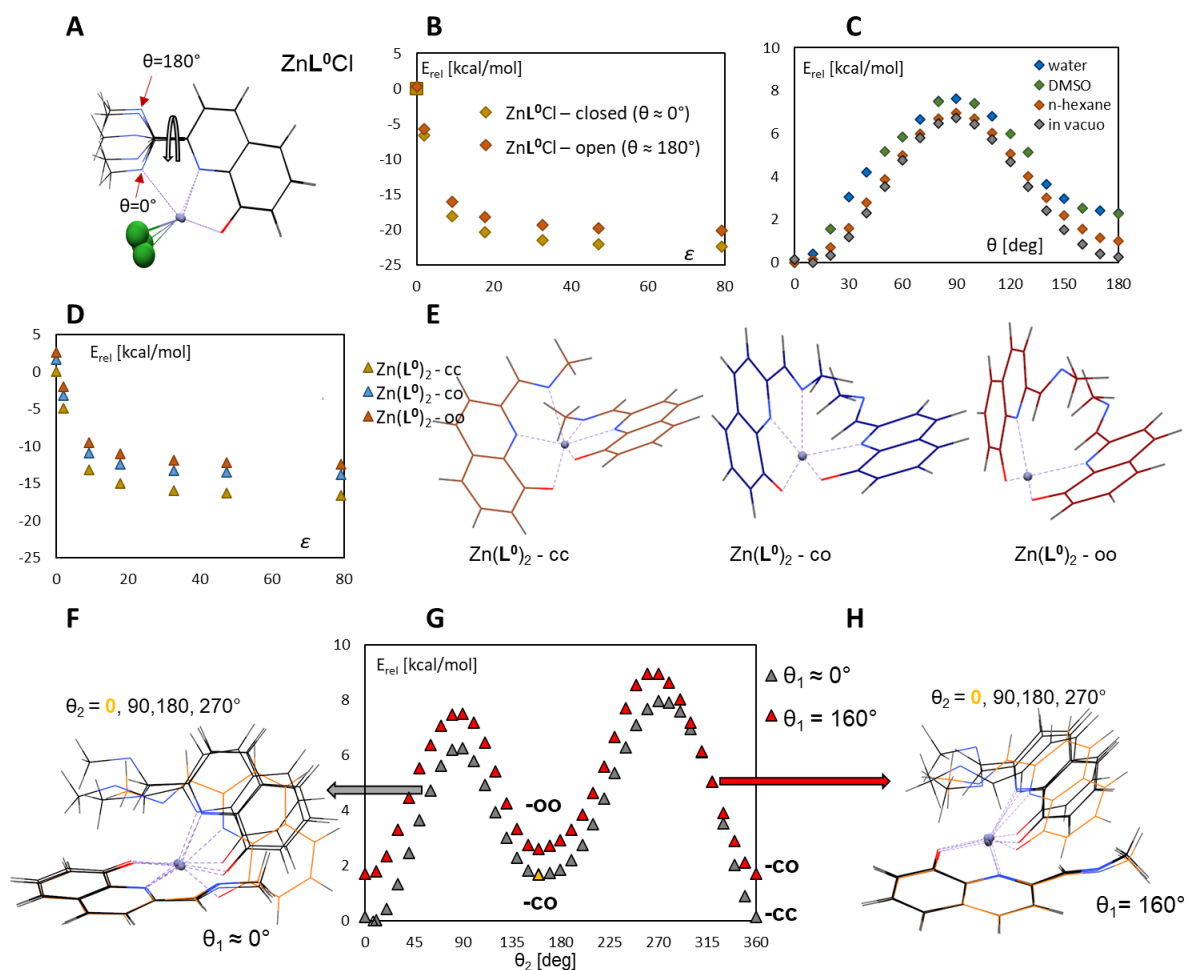 A
θ=180°
ZnL⁰Cl
θ=0°
B
E_rel [kcal/mol]
5
0
-5
-10
-15
-20
-25
ZnL⁰Cl – closed (θ ≈ 0°)
ZnL⁰Cl – open (θ ≈ 180°)
ε
0 20 40 60 80
C
E_rel [kcal/mol]
10
8
6
4
2
0
water
DMSO
n-hexane
in vacuo
θ [deg]
0 30 60 90 120 150 180
D
E_rel [kcal/mol]
5
0
-5
-10
-15
-20
-25
ε
0 20 40 60 80
Zn(L⁰)₂ - cc
Zn(L⁰)₂ - co
Zn(L⁰)₂ - oo
E
Zn(L⁰)₂ - cc
Zn(L⁰)₂ - co
Zn(L⁰)₂ - oo
F
θ₂ = 0, 90,180, 270°
θ₁ ≈ 0°
G
E_rel [kcal/mol]
10
8
6
4
2
0
-oo
-co
-co
-cc
0 45 90 135 180 225 270 315 360
θ₂ [deg]
θ₁ ≈ 0°
θ₁ = 160°
H
θ₂ = 0, 90,180, 270°
θ₁ = 160°